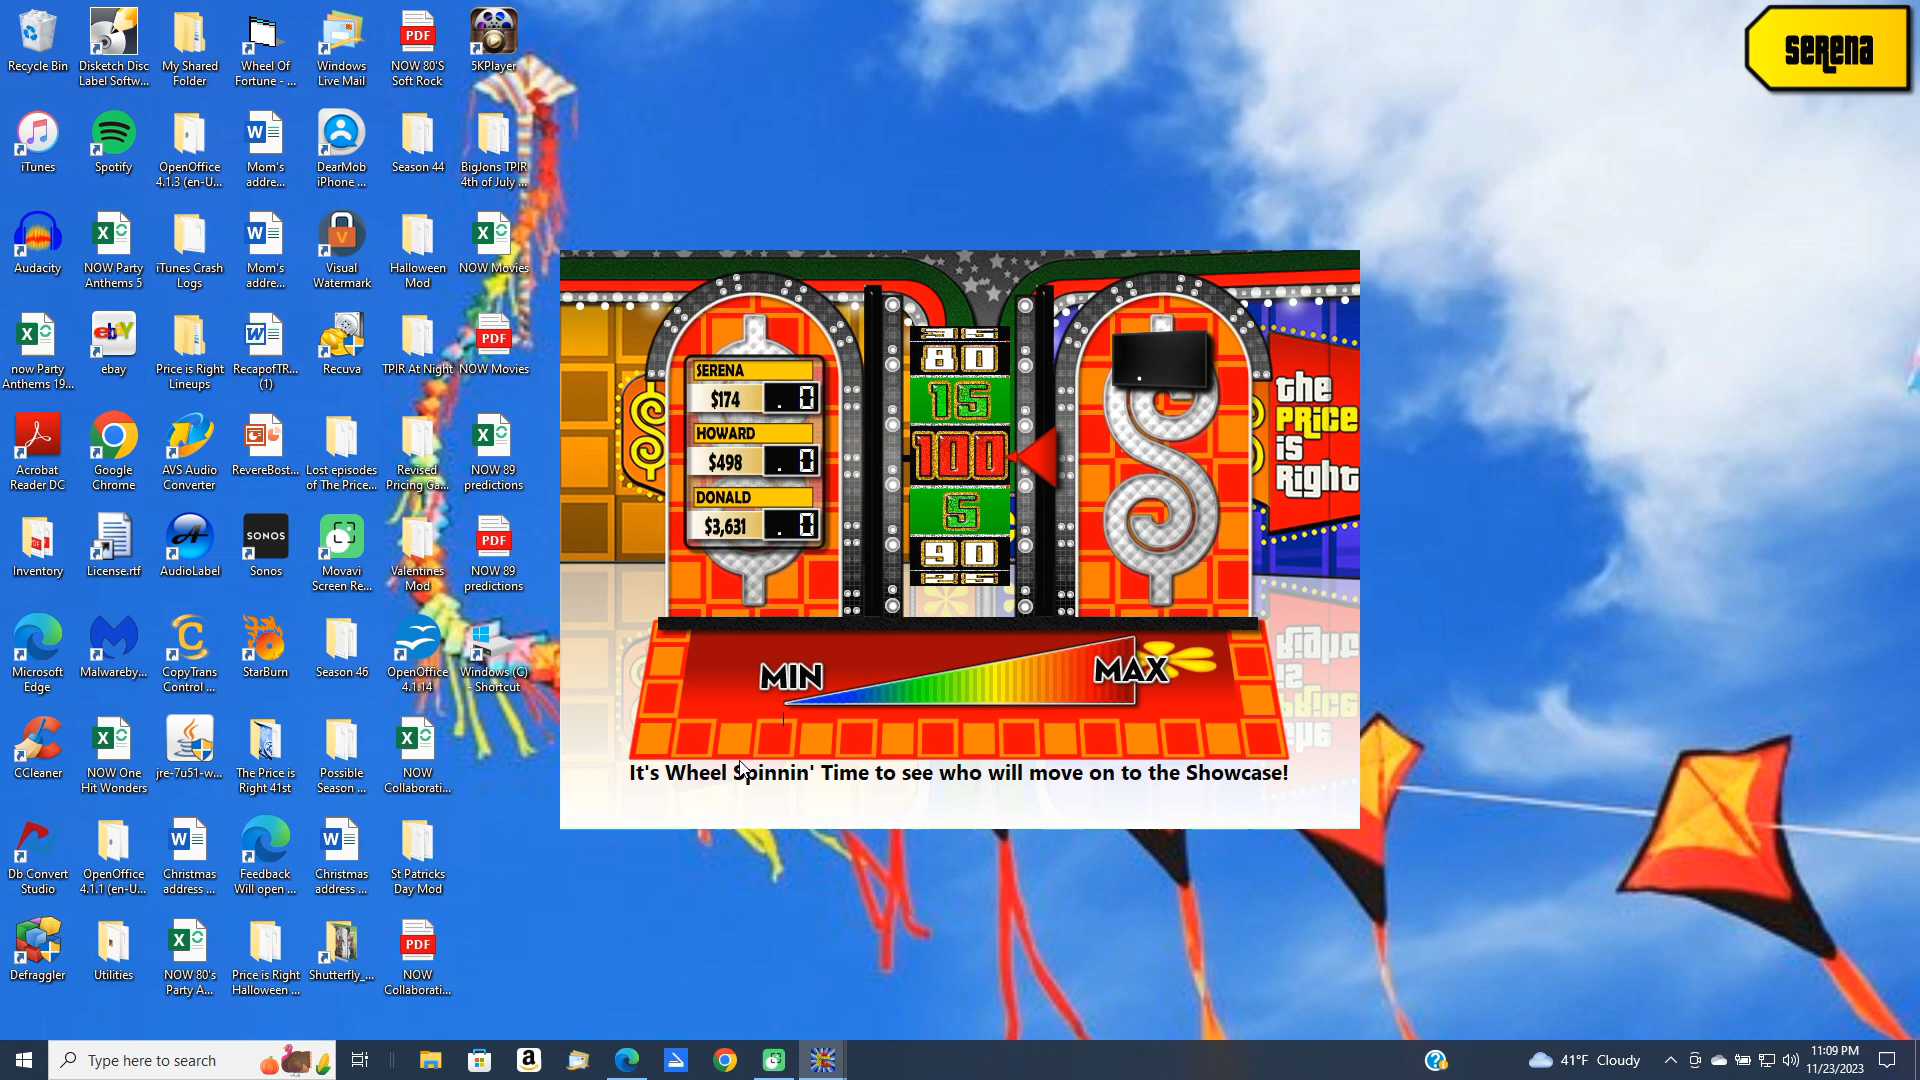 Recycle Bin
Disketch Disc
Label Softw...
My Shared
Folder
Wheel Of
Fortune - ...
Windows
Live Mail
PDF
NOW 80'S
Soft Rock
5KPlayer
iTunes
Spotify
OpenOffice
4.1.3 (en-U...
Mom's
addre...
DearMob
iPhone ...
Season 44
BigJons TPIR
4th of July ...
Audacity
NOW Party
Anthems 5
iTunes Crash
Logs
Mom's
addre...
Visual
Watermark
Halloween
Mod
NOW Movies
now Party
Anthems 19...
ebay
ebay
Price is Right
Lineups
RecapofTR...
(1)
Recuva
TPIR At Night
PDF
NOW Movies
Acrobat
Reader DC
Google
Chrome
AVS Audio
Converter
RevereBost...
Lost episodes
of The Price...
Revised
Pricing Ga...
NOW 89
predictions
Inventory
License.rtf
AudioLabel
SONOS
Sonos
Movavi
Screen Re...
Valentines
Mod
PDF
NOW 89
predictions
Microsoft
Edge
Malwareby...
CopyTrans
Control ...
StarBurn
Season 46
OpenOffice
4.1.14
Windows (C)
- Shortcut
CCleaner
NOW One
Hit Wonders
jre-7u51-w...
The Price is
Right 41st
Possible
Season ...
NOW
Collaborati...
Db Convert
Studio
OpenOffice
4.1.1 (en-U...
Christmas
address ...
Feedback
Will open ...
Christmas
address ...
St Patricks
Day Mod
Defraggler
Utilities
NOW 80's
Party A...
Price is Right
Halloween ...
Shutterfly_...
PDF
NOW
Collaborati...
SERENA
SERENA
$174 . 0
HOWARD
$498 . 0
DONALD
$3,631 . 0
80
15
100
5
90
the
PRICE
is
Right
MIN
MAX
It's Wheel Spinnin' Time to see who will move on to the Showcase!
Type here to search
41°F Cloudy
11:09 PM
11/23/2023